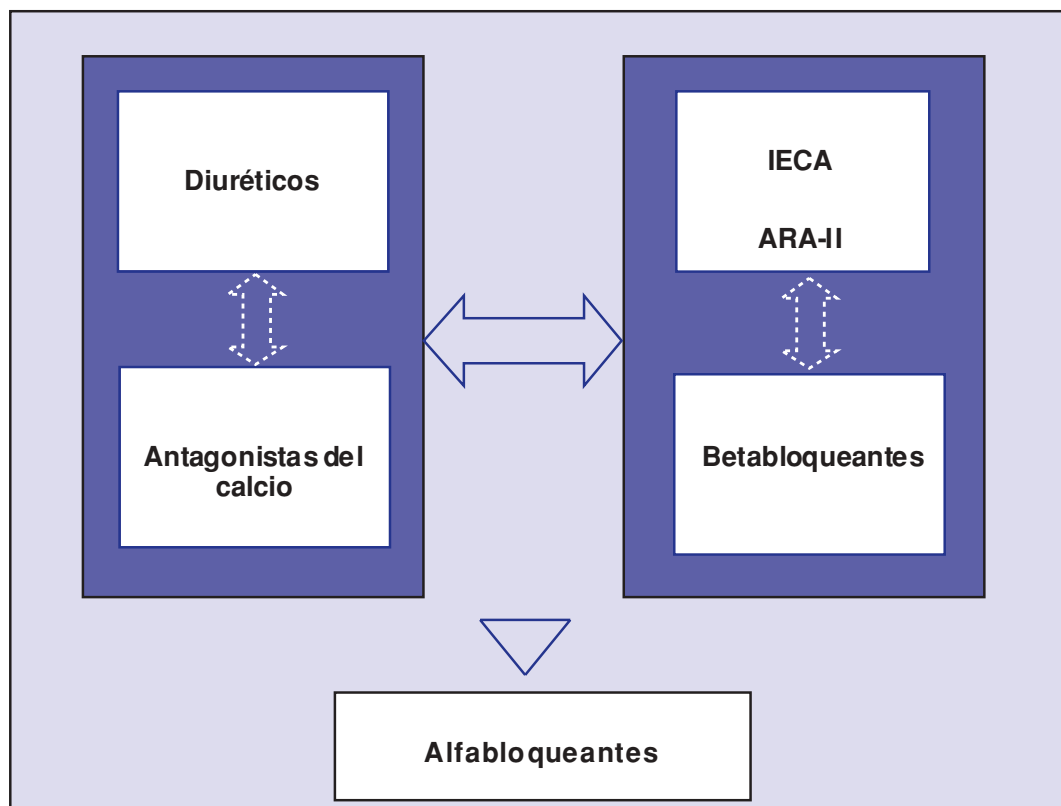 Diuréticos
Antagonistas del
calcio
IECA
ARA-II
Betabloqueantes
Alfabloqueantes